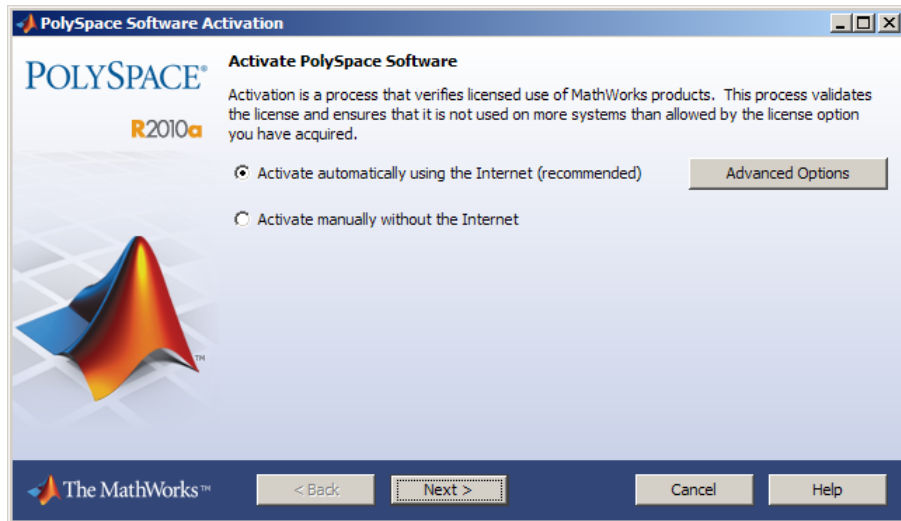 PolySpace Software Activation
POLYSPACE®
R2010a
Activate PolySpace Software
Activation is a process that verifies licensed use of MathWorks products. This process validates
the license and ensures that it is not used on more systems than allowed by the license option
you have acquired.
Activate automatically using the Internet (recommended)
Advanced Options
Activate manually without the Internet
TM
The MathWorks™
< Back
Next >
Cancel
Help